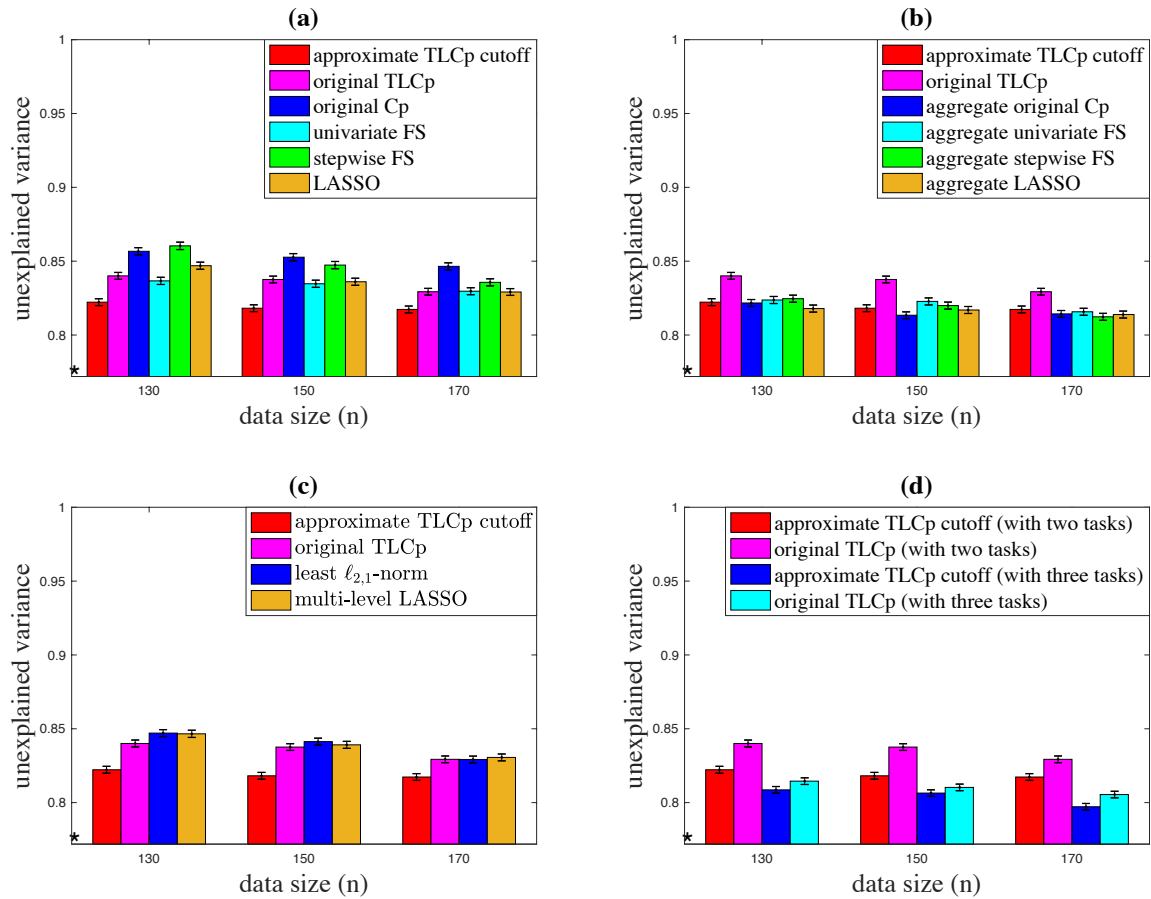 (a)
unexplained variance
1
0.95
0.9
0.85
0.8
*
approximate TLCp cutoff
original TLCp
original Cp
univariate FS
stepwise FS
LASSO
130
150
170
data size (n)
(b)
unexplained variance
1
0.95
0.9
0.85
0.8
*
approximate TLCp cutoff
original TLCp
aggregate original Cp
aggregate univariate FS
aggregate stepwise FS
aggregate LASSO
130
150
170
data size (n)
(c)
unexplained variance
1
0.95
0.9
0.85
0.8
*
approximate TLCp cutoff
original TLCp
least ℓ2,1-norm
multi-level LASSO
130
150
170
data size (n)
(d)
unexplained variance
1
0.95
0.9
0.85
0.8
*
approximate TLCp cutoff (with two tasks)
original TLCp (with two tasks)
approximate TLCp cutoff (with three tasks)
original TLCp (with three tasks)
130
150
170
data size (n)